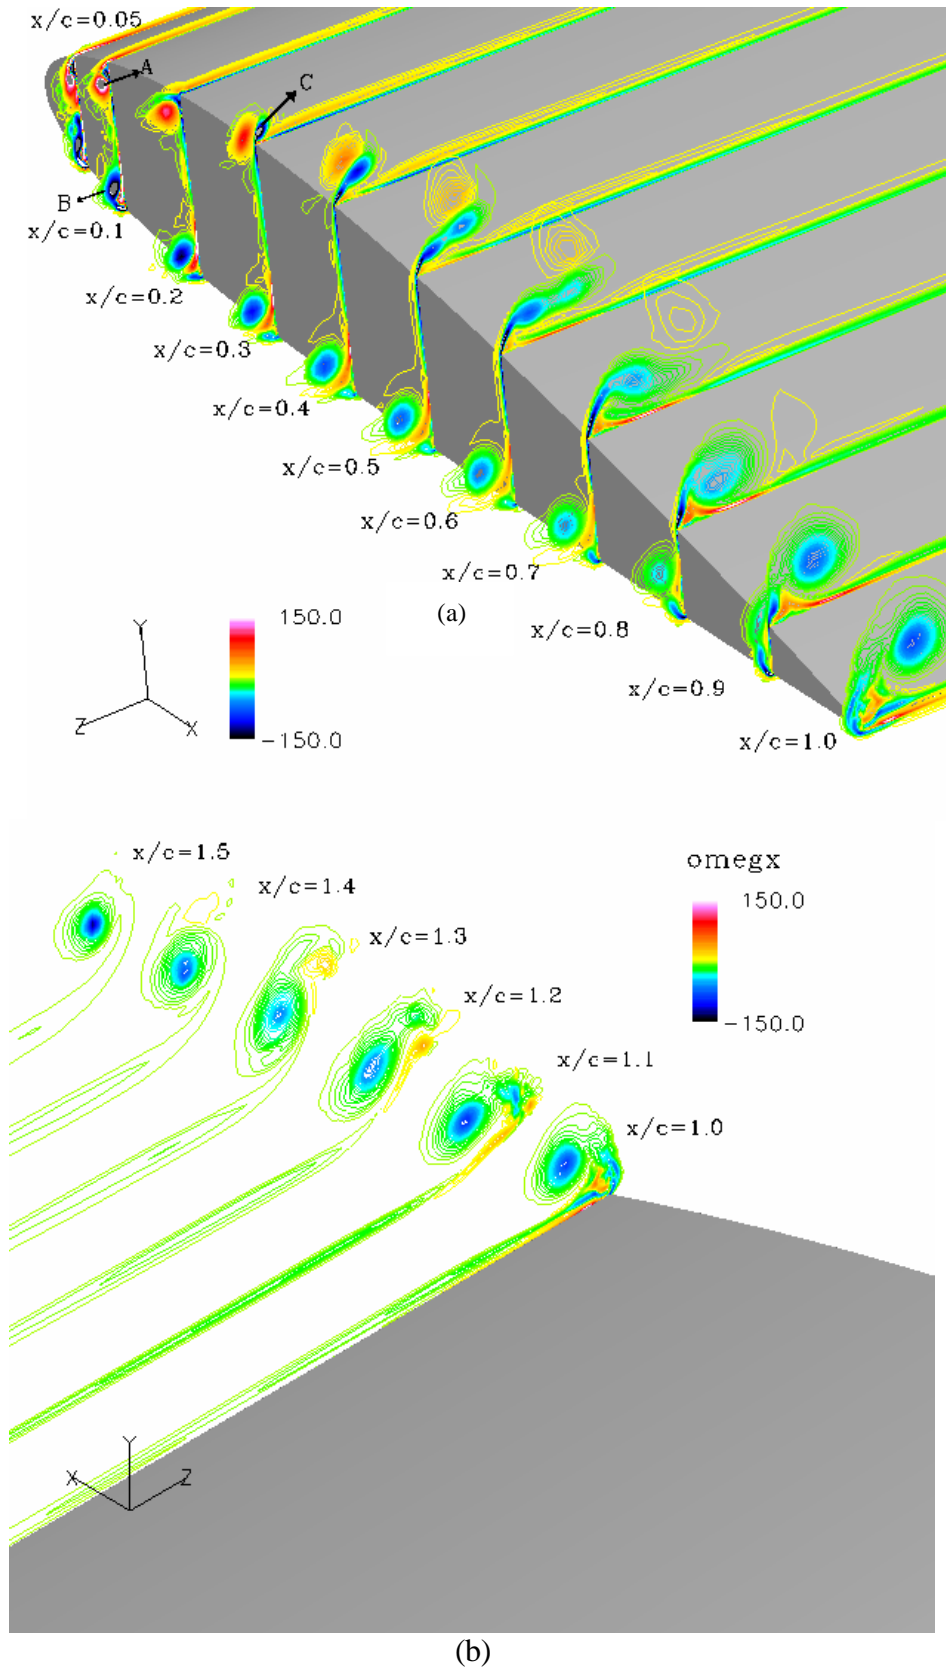 x/c=0.05
A
C
B
x/c=0.1
x/c=0.2
x/c=0.3
x/c=0.4
x/c=0.5
x/c=0.6
x/c=0.7
(a)
x/c=0.8
x/c=0.9
x/c=1.0
Y
Z
X
150.0
-150.0
x/c=1.5
x/c=1.4
x/c=1.3
x/c=1.2
x/c=1.1
x/c=1.0
omegx
150.0
-150.0
Y
X
Z
(b)